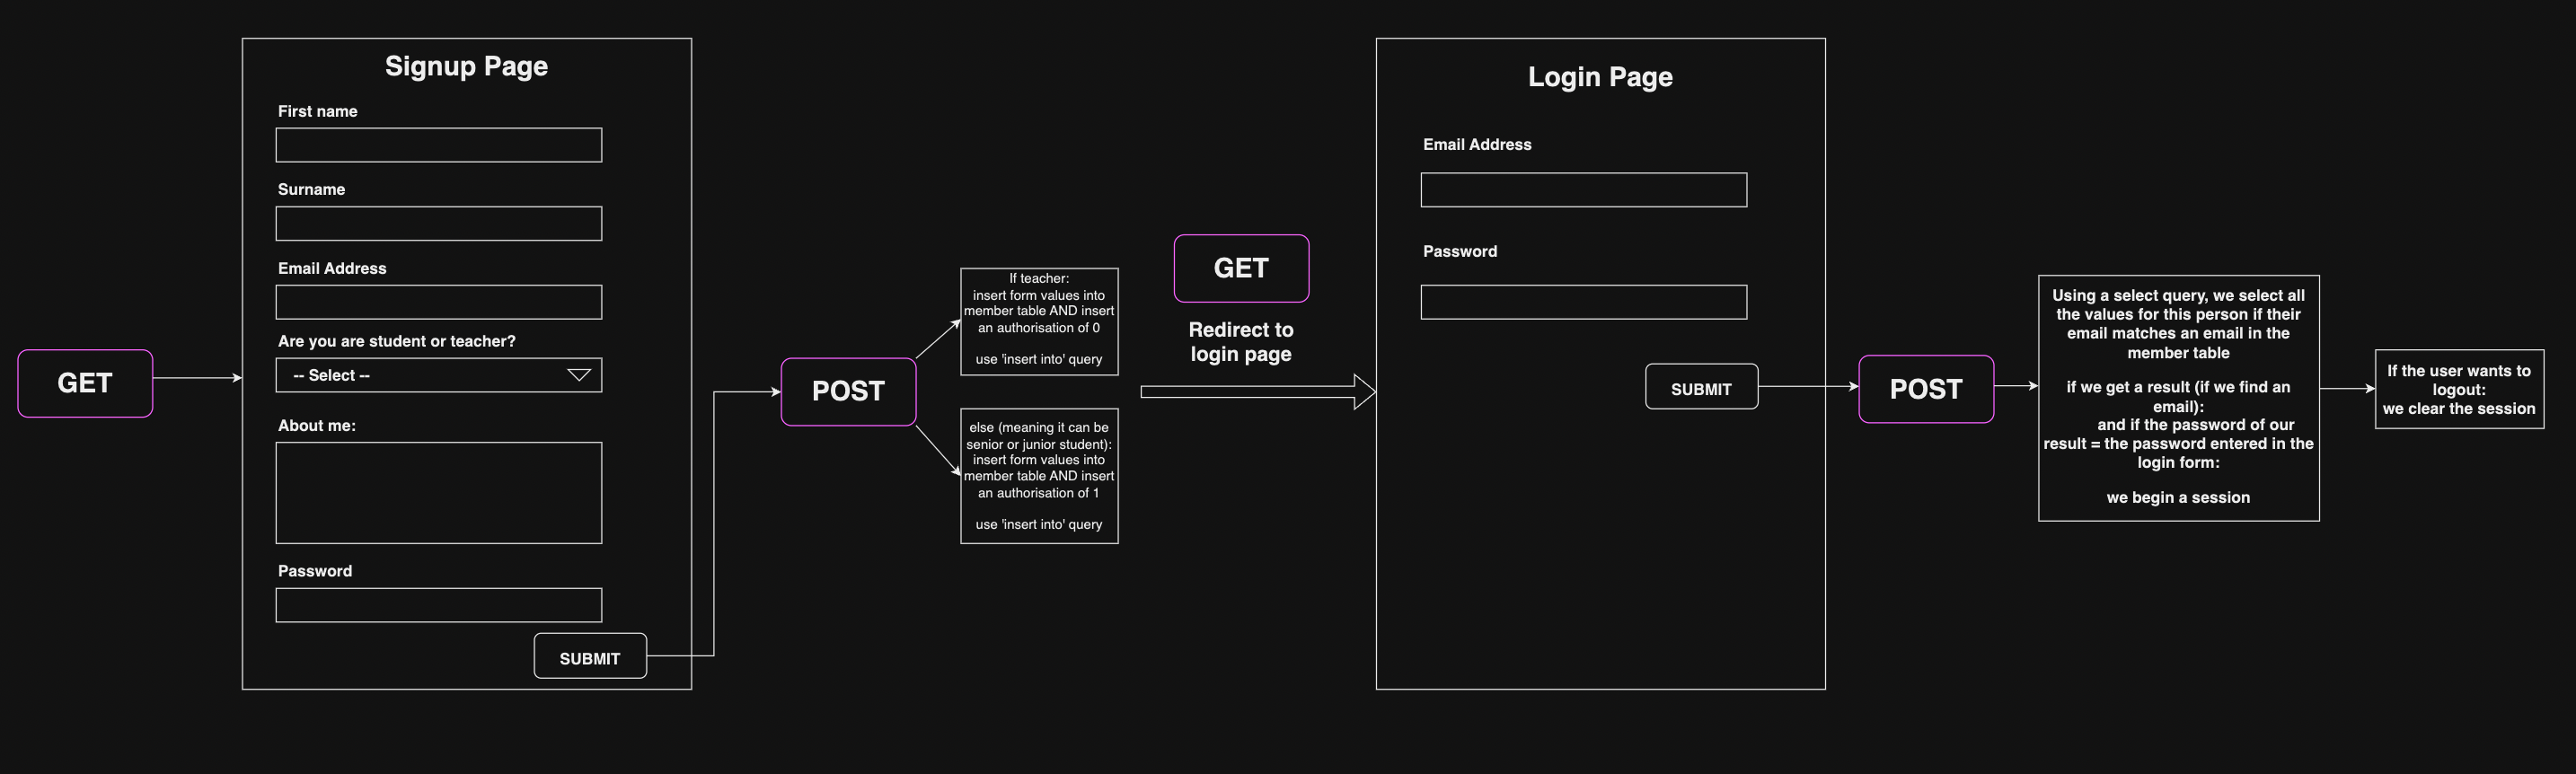 GET
Signup Page
First name
Surname
Email Address
Are you are student or teacher?
-- Select --
About me:
Password
SUBMIT
POST
If teacher:
insert form values into
member table AND insert
an authorisation of 0
use 'insert into' query
else (meaning it can be
senior or junior student):
insert form values into
member table AND insert
an authorisation of 1
use 'insert into' query
GET
Redirect to
login page
Login Page
Email Address
Password
SUBMIT
POST
Using a select query, we select all
the values for this person if their
email matches an email in the
member table
if we get a result (if we find an
email):
and if the password of our
result = the password entered in the
login form:
we begin a session
If the user wants to
logout:
we clear the session